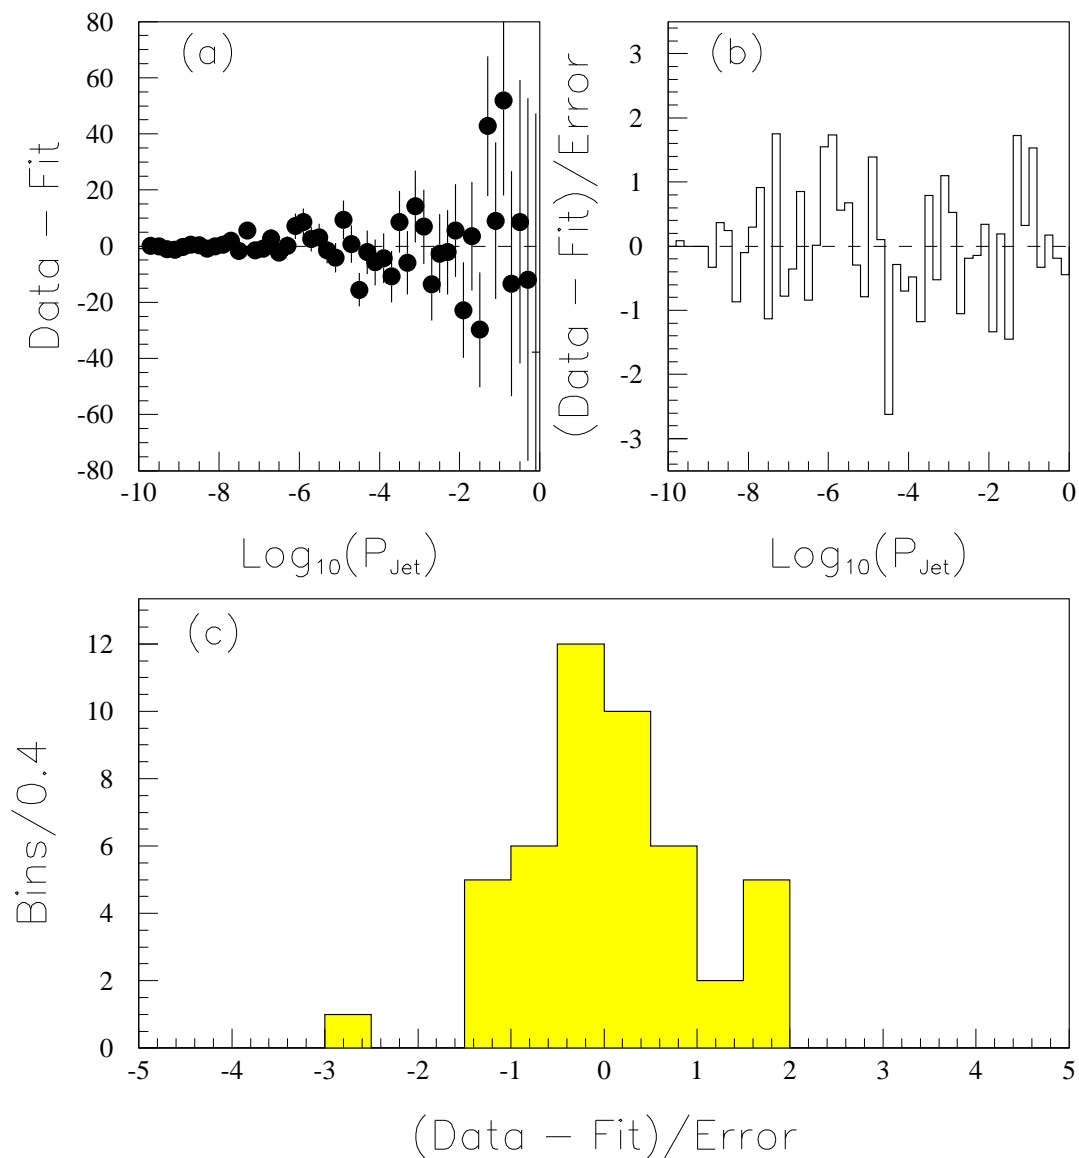 (a)
80
60
40
20
0
-20
-40
-60
-80
Data – Fit
-10 -8 -6 -4 -2 0
Log10(PJet)
(b)
3
2
1
0
-1
-2
-3
(Data – Fit)/Error
-10 -8 -6 -4 -2 0
Log10(PJet)
(c)
12
10
8
6
4
2
0
Bins/0.4
-5 -4 -3 -2 -1 0 1 2 3 4 5
(Data – Fit)/Error